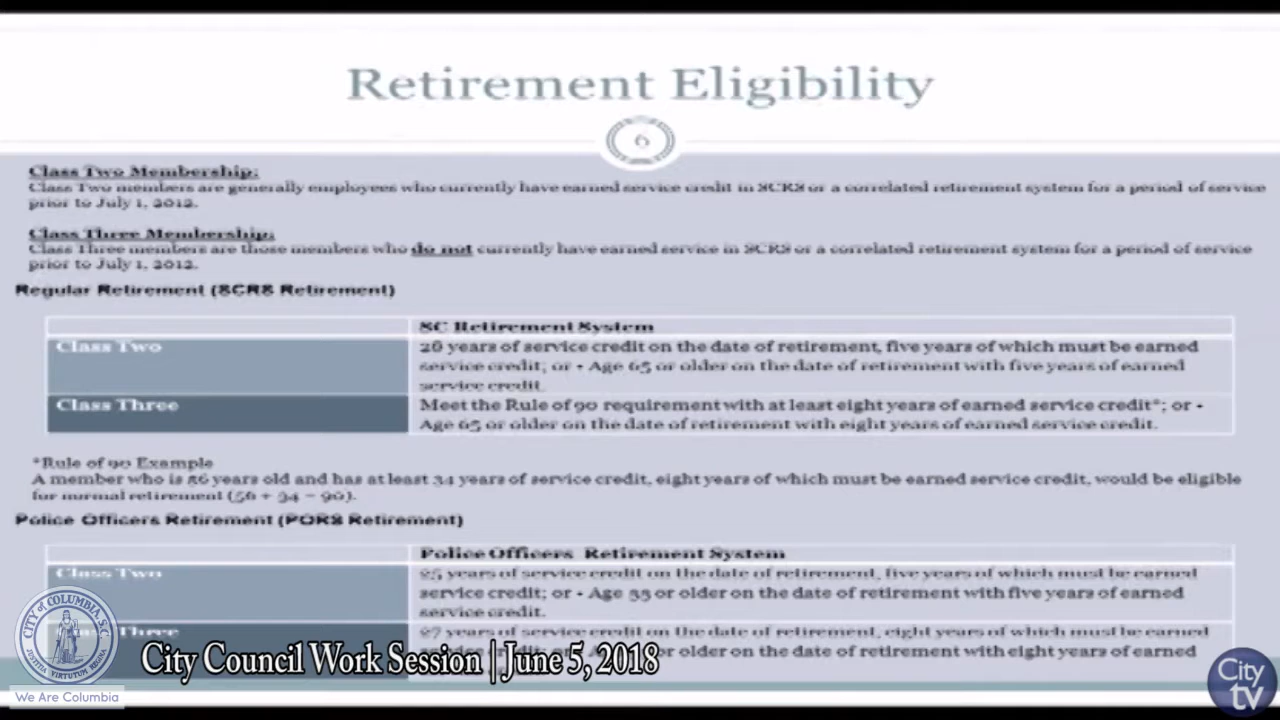 Retirement Eligibility
6
Class Two Membership:
Class Two members are generally employees who currently have earned service credit in SCRS or a correlated retirement system for a period of service
prior to July 1, 2012.
Class Three Membership:
Class Three members are those members who do not currently have earned service in SCRS or a correlated retirement system for a period of service
prior to July 1, 2012.
Regular Retirement (SCRS Retirement)
SC Retirement System
Class Two
28 years of service credit on the date of retirement, five years of which must be earned
service credit; or • Age 65 or older on the date of retirement with five years of earned
service credit.
Class Three
Meet the Rule of 90 requirement with at least eight years of earned service credit*; or •
Age 65 or older on the date of retirement with eight years of earned service credit.
*Rule of 90 Example
A member who is 56 years old and has at least 34 years of service credit, eight years of which must be earned service credit, would be eligible
for normal retirement (56 + 34 = 90).
Police Officers Retirement (PORS Retirement)
Police Officers Retirement System
Class Two
25 years of service credit on the date of retirement, five years of which must be earned
service credit; or • Age 55 or older on the date of retirement with five years of earned
service credit.
Three
27 years of service credit on the date of retirement, eight years of which must be earned
or older on the date of retirement with eight years of earned
CITY of COLUMBIA, S.C.
JUSTITIA VIRTUTUM REGINA
We Are Columbia
City Council Work Session | June 5, 2018
City
tv